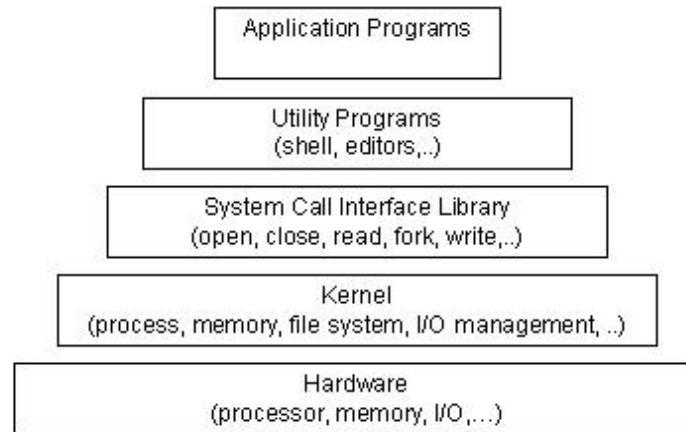 Application Programs
Utility Programs
(shell, editors,..)
System Call Interface Library
(open, close, read, fork, write,..)
Kernel
(process, memory, file system, I/O management, ..)
Hardware
(processor, memory, I/O,...)